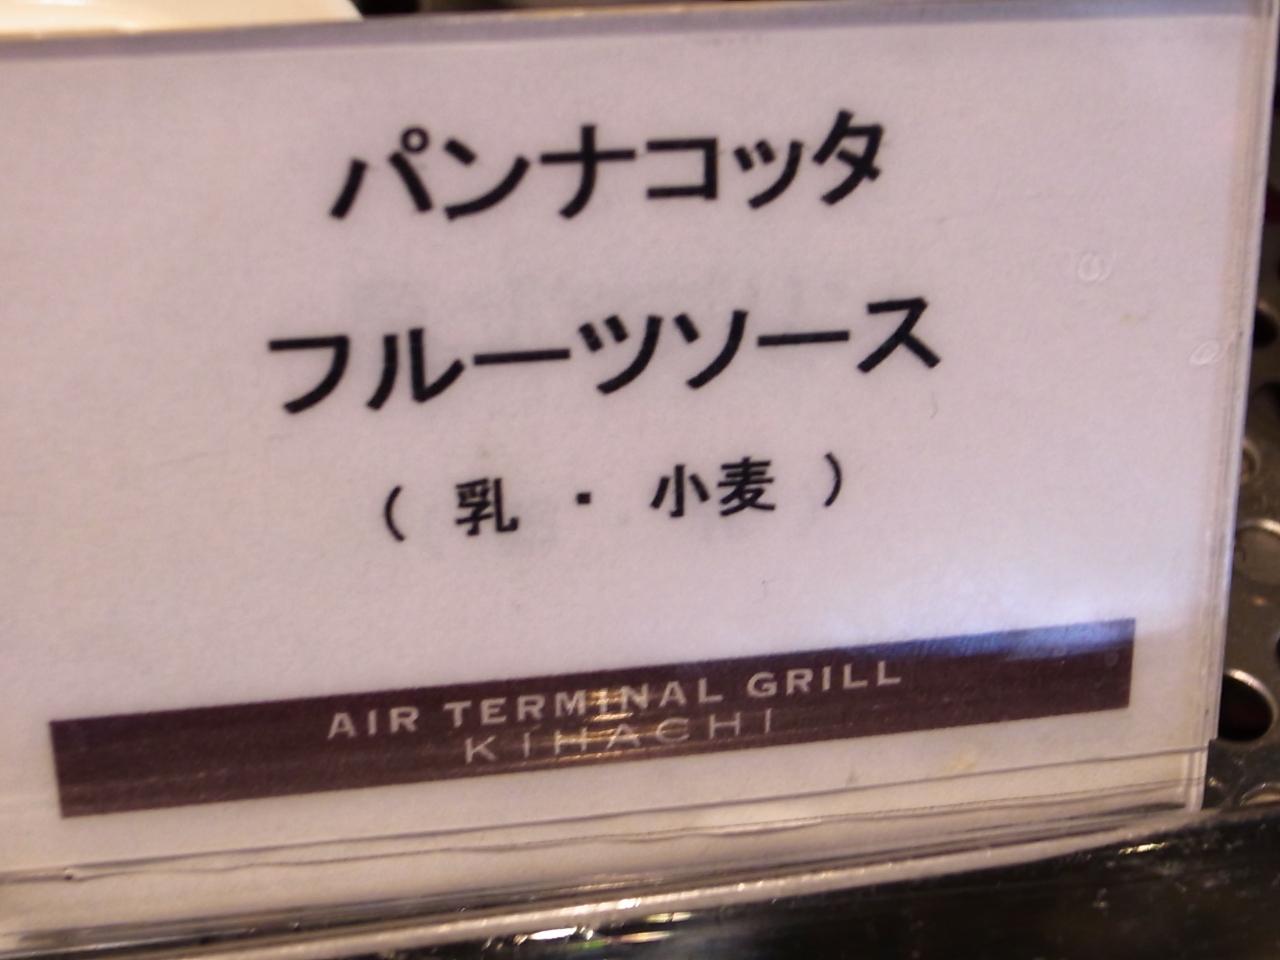 パンナコッタ
フルーツソース
( 乳 ・ 小麦 )
AIR TERMINAL GRILL
KIHACHI